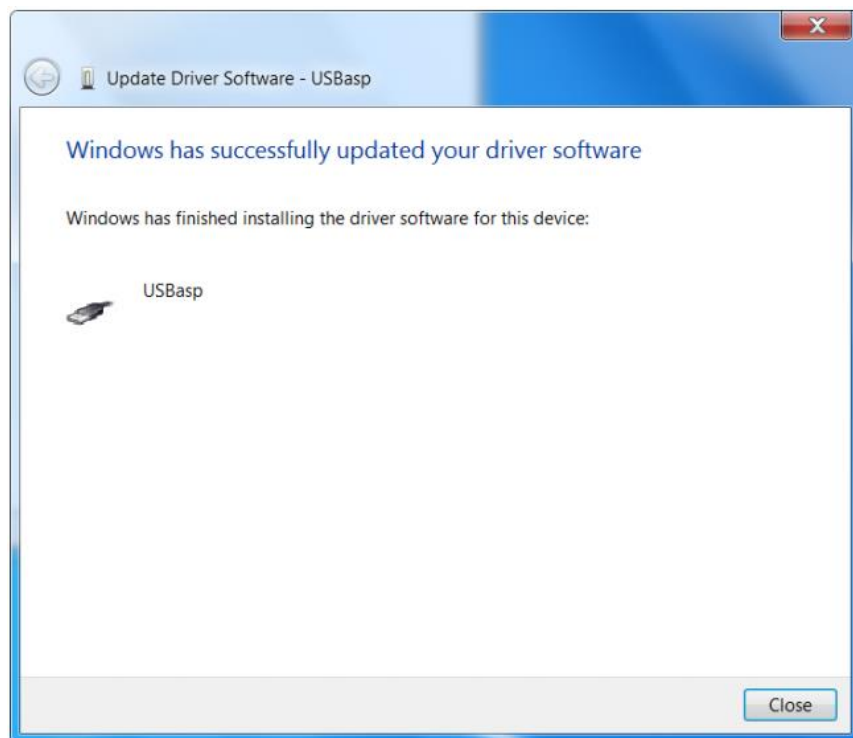 Update Driver Software - USBasp
Windows has successfully updated your driver software
Windows has finished installing the driver software for this device:
USBasp
Close